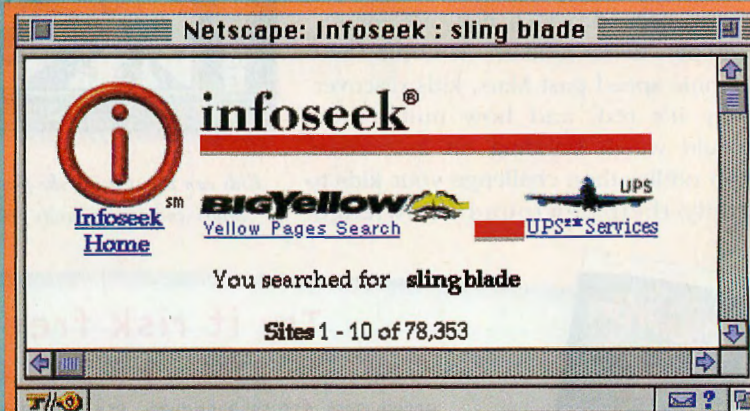 Netscape: Infoseek : sling blade
infoseek®
Infoseek SM
Home
BIGYellow
Yellow Pages Search
UPS
UPS Services
You searched for sling blade
Sites 1 - 10 of 78,353
?